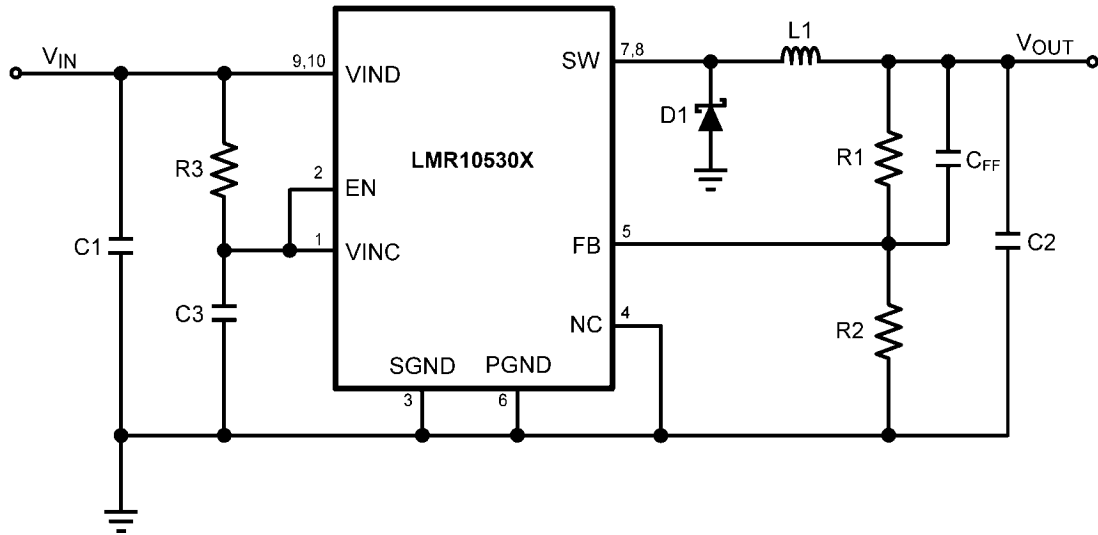 L1
V_IN
V_OUT
9,10
VIND
SW
7,8
D1
R3
LMR10530X
R1
C_FF
2
EN
1
VINC
FB
5
C1
C2
C3
NC
4
R2
SGND
PGND
3
6